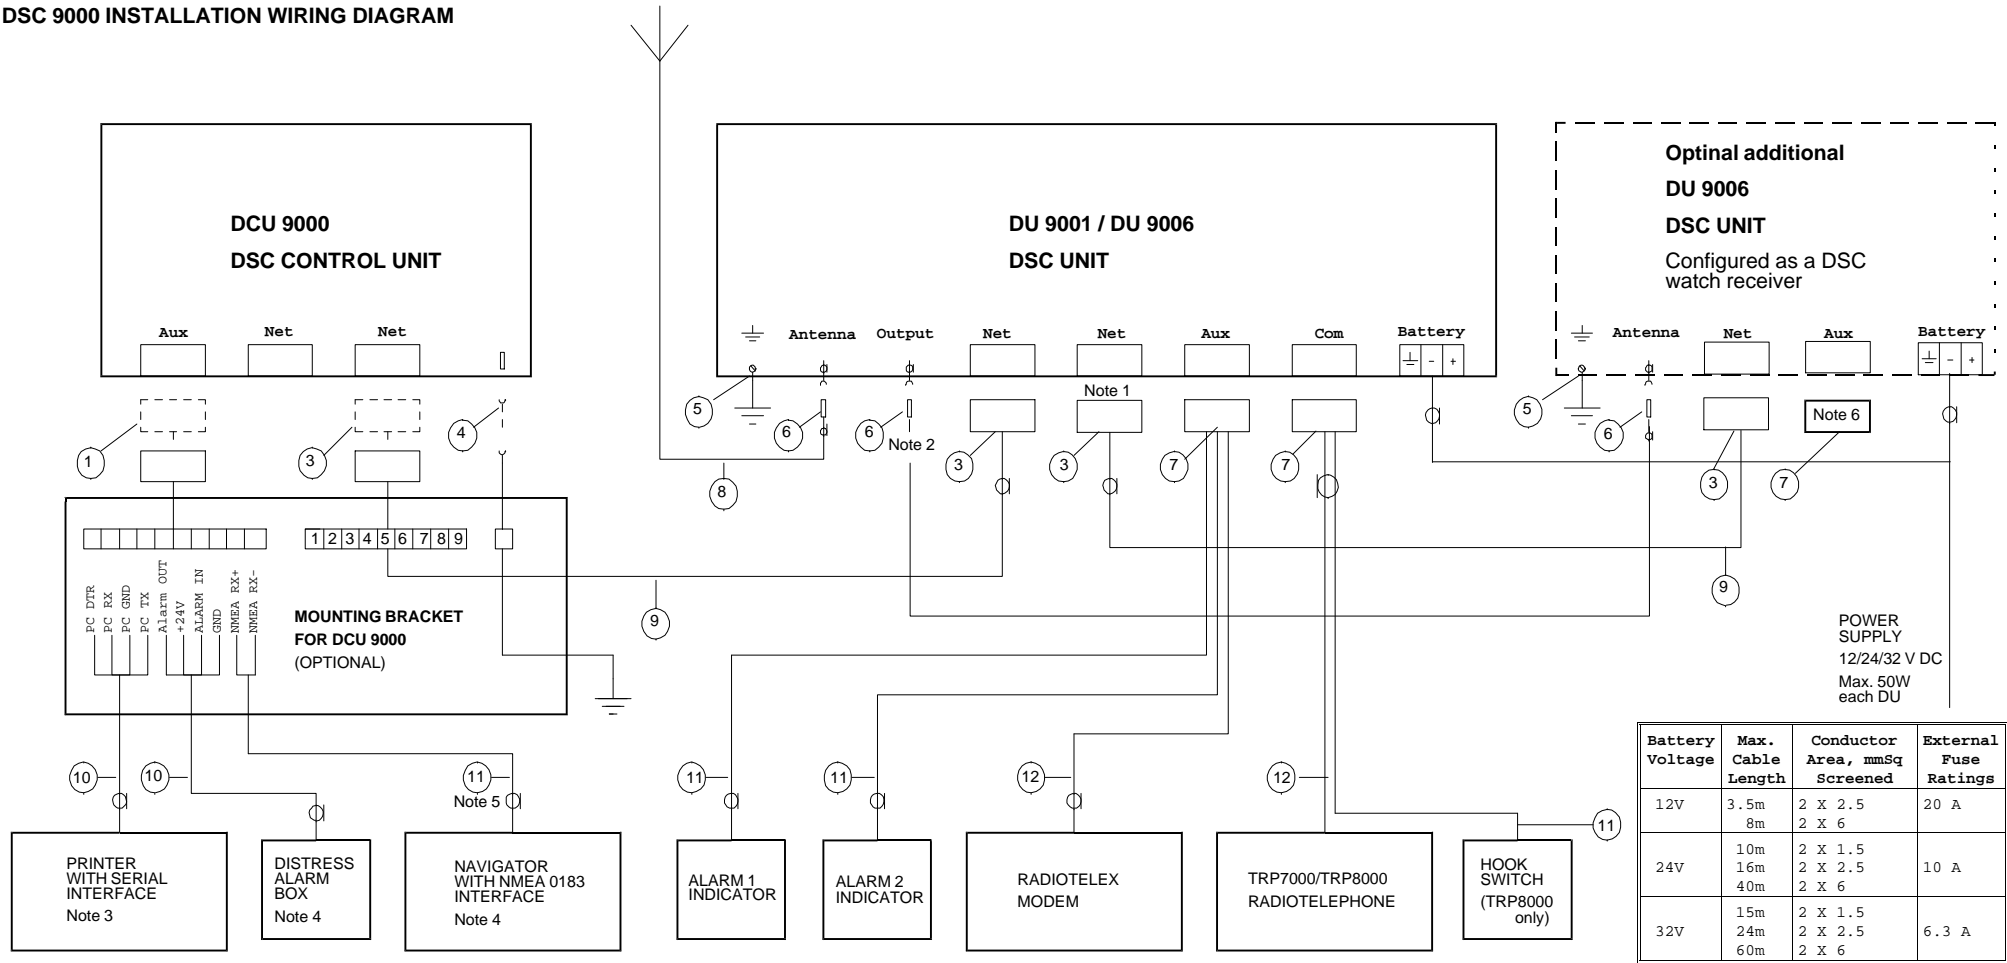 DSC 9000 INSTALLATION WIRING DIAGRAM
DCU 9000
DSC CONTROL UNIT
Aux
Net
Net
DU 9001 / DU 9006
DSC UNIT
Antenna
Output
Net
Net
Aux
Com
Battery
- +
Optinal additional
DU 9006
DSC UNIT
Configured as a DSC
watch receiver
Antenna
Net
Aux
Battery
- +
1
3
4
5
6
6
Note 2
3
Note 1
3
7
7
8
5
6
3
Note 6
7
1 2 3 4 5 6 7 8 9
PC DTR
PC RX
PC GND
PC TX
Alarm OUT
+24V
ALARM IN
GND
NMEA RX+
NMEA RX-
MOUNTING BRACKET
FOR DCU 9000
(OPTIONAL)
9
9
POWER
SUPPLY
12/24/32 V DC
Max. 50W
each DU
10
10
11
Note 5
11
11
12
12
11
PRINTER
WITH SERIAL
INTERFACE
Note 3
DISTRESS
ALARM
BOX
Note 4
NAVIGATOR
WITH NMEA 0183
INTERFACE
Note 4
ALARM 1
INDICATOR
ALARM 2
INDICATOR
RADIOTELEX
MODEM
TRP7000/TRP8000
RADIOTELEPHONE
HOOK
SWITCH
(TRP8000
only)
Battery Max. Conductor External
Voltage Cable Area, mmSq Fuse
Length Screened Ratings
12V 3.5m 2 X 2.5 20 A
8m 2 X 6
10m 2 X 1.5
24V 16m 2 X 2.5 10 A
40m 2 X 6
15m 2 X 1.5
32V 24m 2 X 2.5 6.3 A
60m 2 X 6